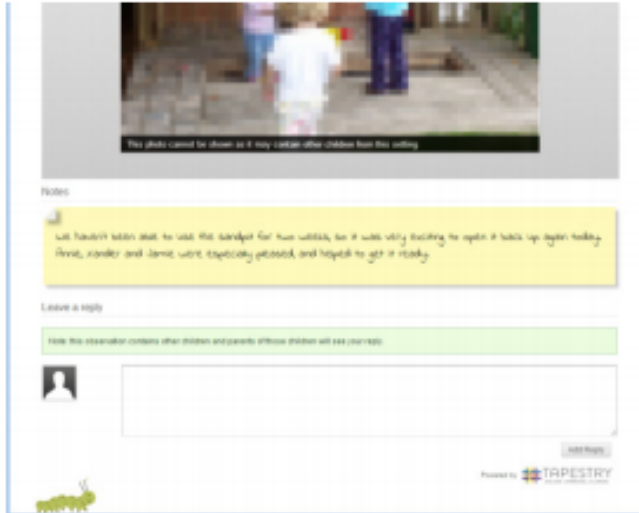 This photo cannot be shown as it may contain other children from this setting
Notes
We haven't been able to use the sandpit for two weeks, so it was very exciting to open it back up again today.
Annie, Xander and Jamie were especially pleased, and helped to get it ready.
Leave a reply
Note: this observation contains other children and parents of those children will see your reply.
Add Reply
Powered by TAPESTRY